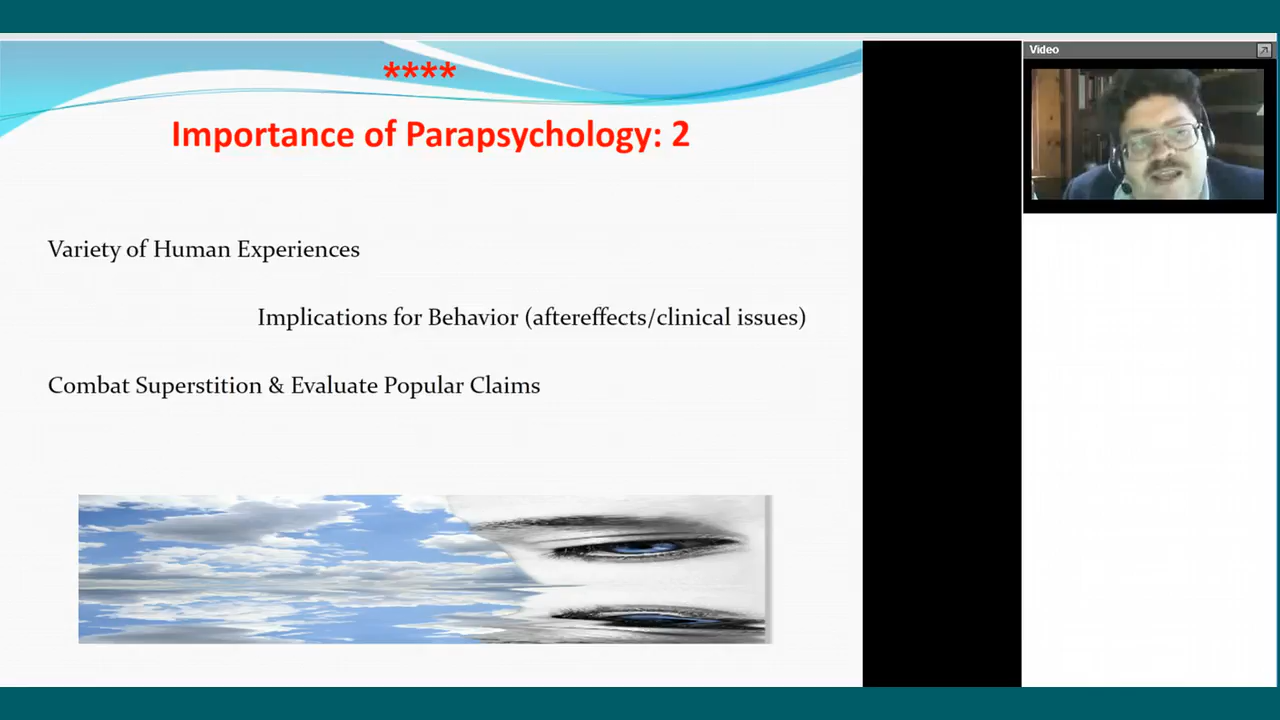 ****
Importance of Parapsychology: 2
Variety of Human Experiences
Implications for Behavior (aftereffects/clinical issues)
Combat Superstition & Evaluate Popular Claims
Video